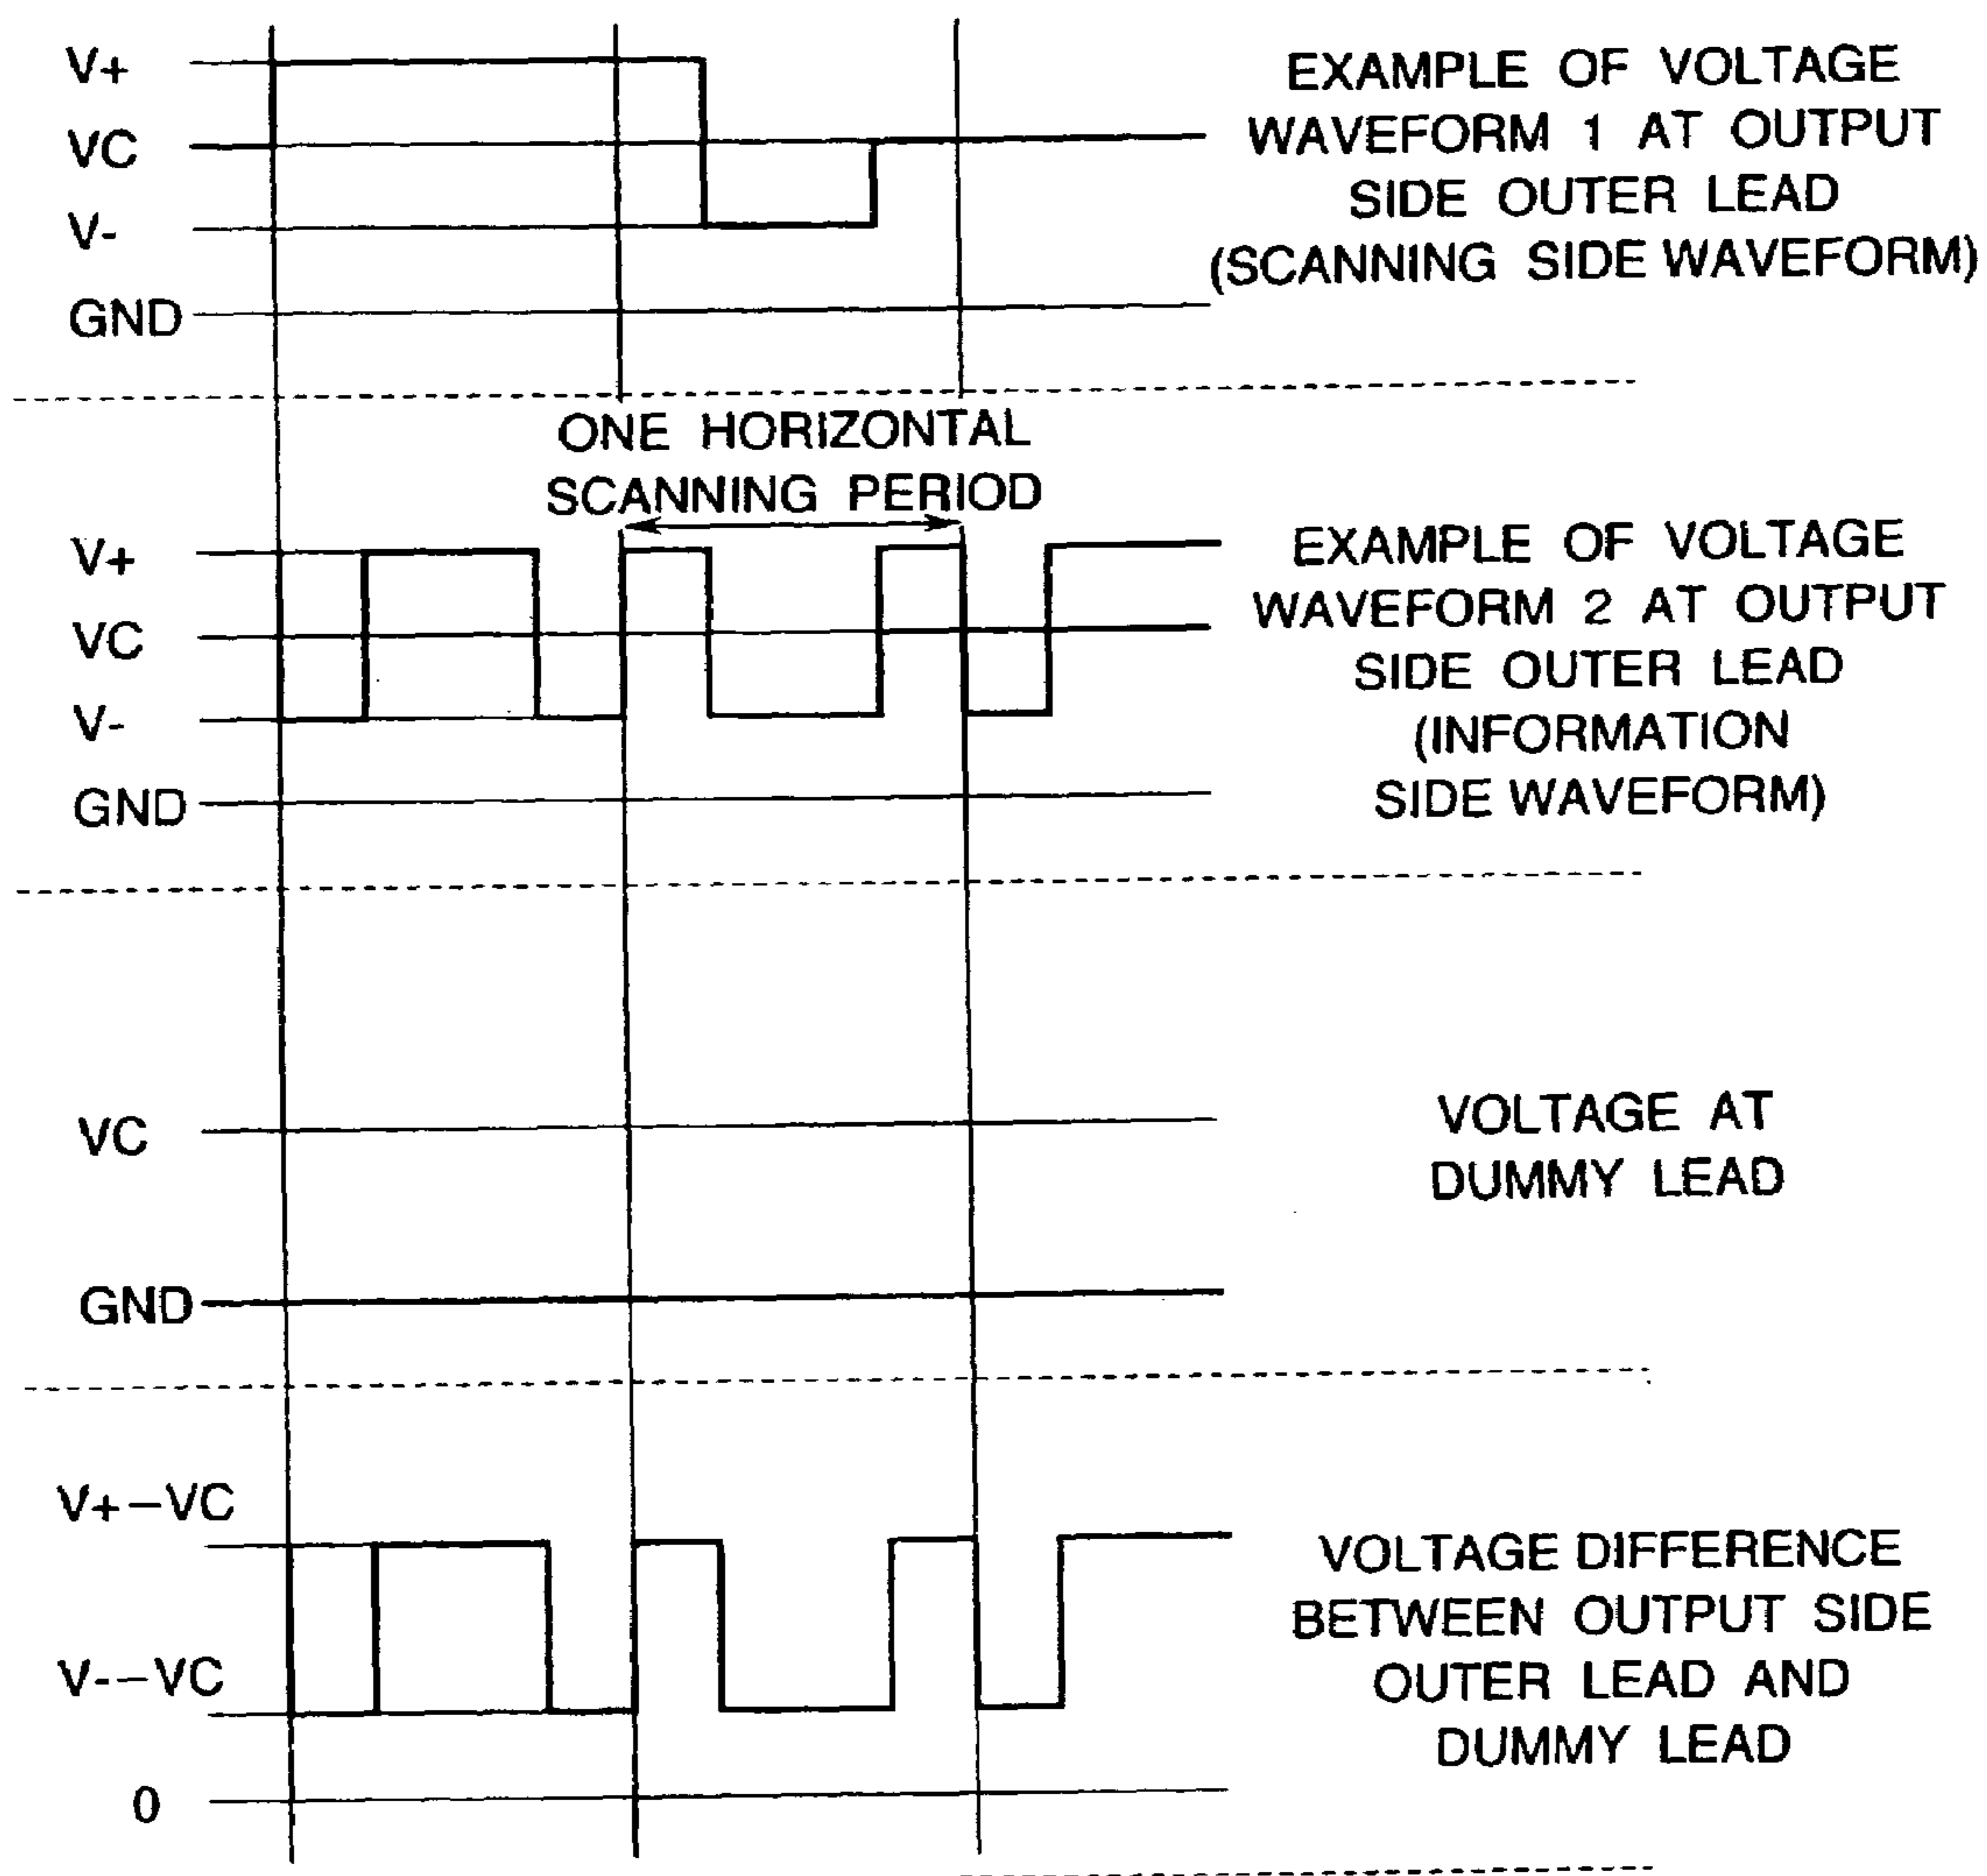 V+
VC
V-
GND
EXAMPLE OF VOLTAGE
WAVEFORM 1 AT OUTPUT
SIDE OUTER LEAD
(SCANNING SIDE WAVEFORM)
ONE HORIZONTAL
SCANNING PERIOD
V+
VC
V-
GND
EXAMPLE OF VOLTAGE
WAVEFORM 2 AT OUTPUT
SIDE OUTER LEAD
(INFORMATION
SIDE WAVEFORM)
VC
GND
VOLTAGE AT
DUMMY LEAD
V+−VC
V-−VC
0
VOLTAGE DIFFERENCE
BETWEEN OUTPUT SIDE
OUTER LEAD AND
DUMMY LEAD